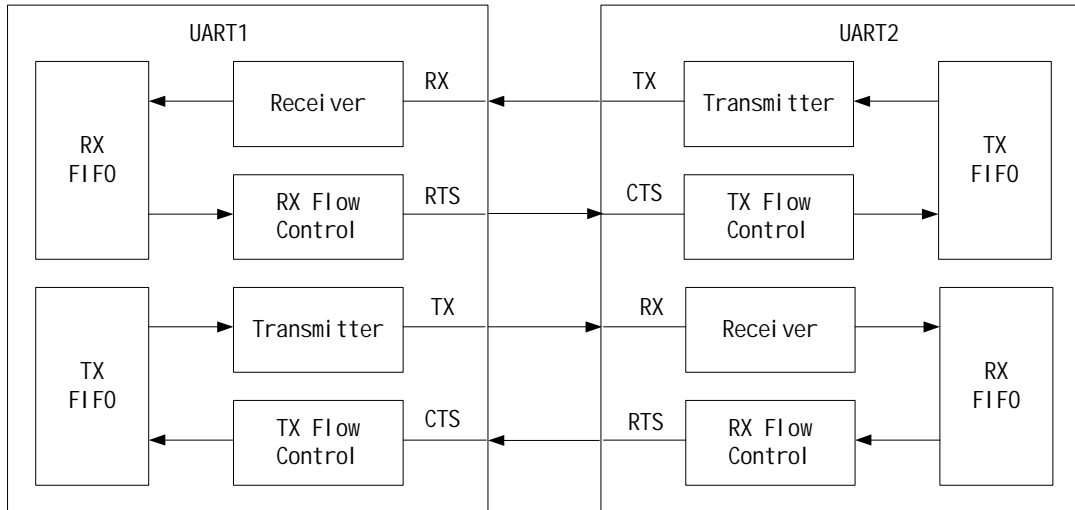 UART1
UART2
RX
FIFO
Receiver
RX
TX
Transmitter
TX
FIFO
RX Flow
Control
RTS
CTS
TX Flow
Control
TX
FIFO
Transmitter
TX
RX
Receiver
RX
FIFO
TX Flow
Control
CTS
RTS
RX Flow
Control